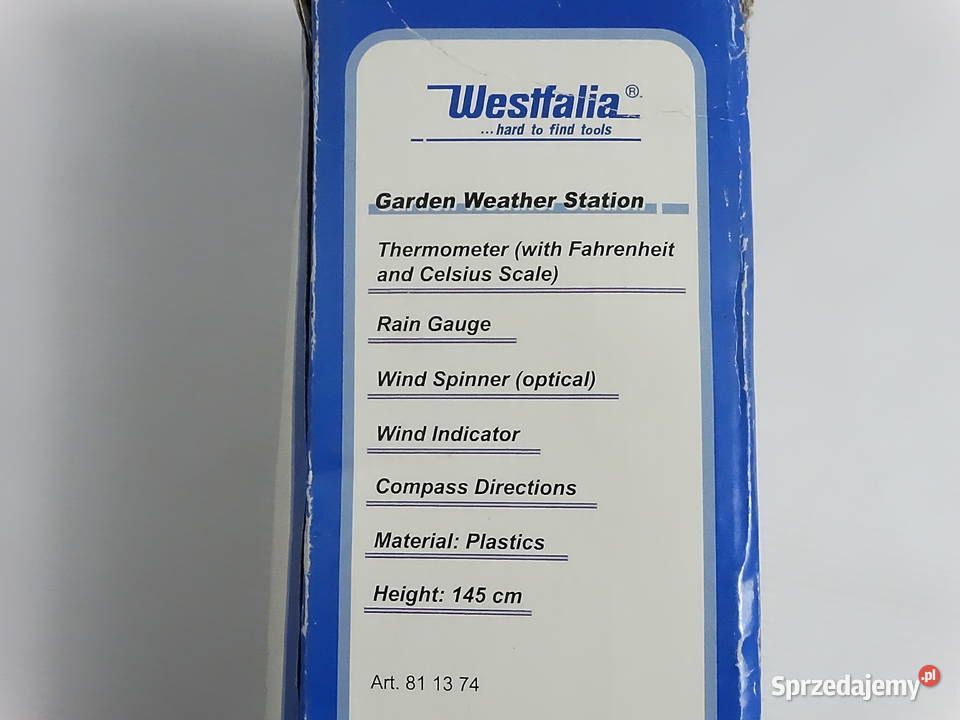 Westfalia®
...hard to find tools
Garden Weather Station
Thermometer (with Fahrenheit
and Celsius Scale)
Rain Gauge
Wind Spinner (optical)
Wind Indicator
Compass Directions
Material: Plastics
Height: 145 cm
Art. 81 13 74
Sprzedajemy.pl